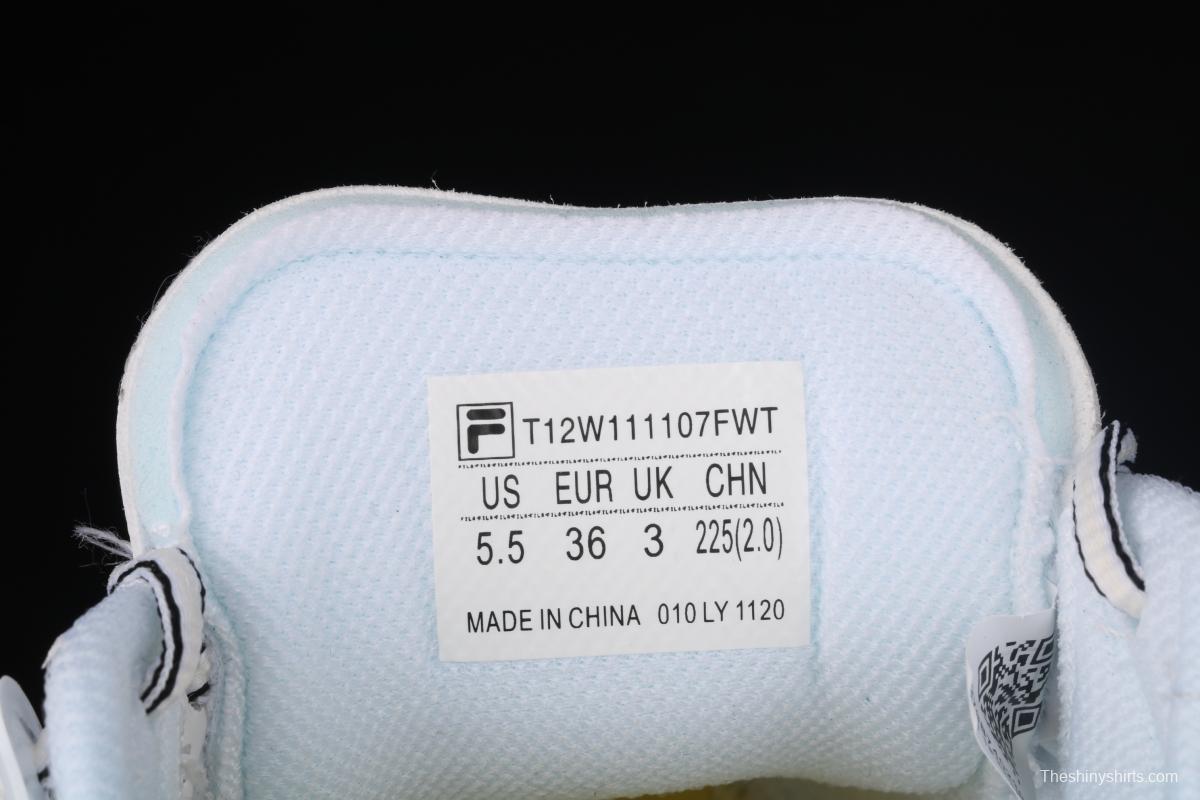 F T12W111107FWT
US EUR UK CHN
5.5 36 3 225(2.0)
MADE IN CHINA 010 LY 1120
Theshinyshirts.com